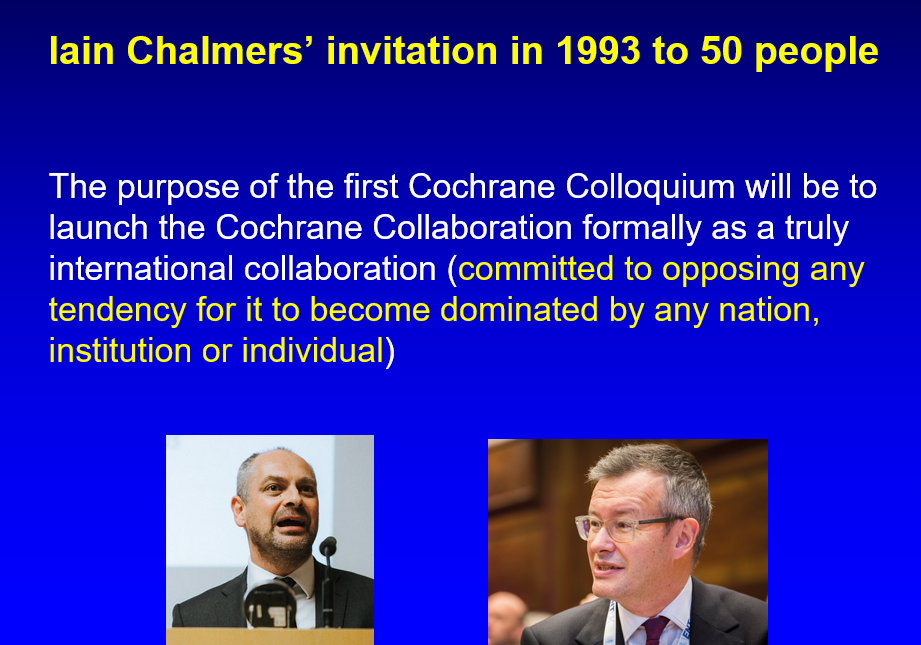 Iain Chalmers’ invitation in 1993 to 50 people
The purpose of the first Cochrane Colloquium will be to
launch the Cochrane Collaboration formally as a truly
international collaboration (committed to opposing any
tendency for it to become dominated by any nation,
institution or individual)